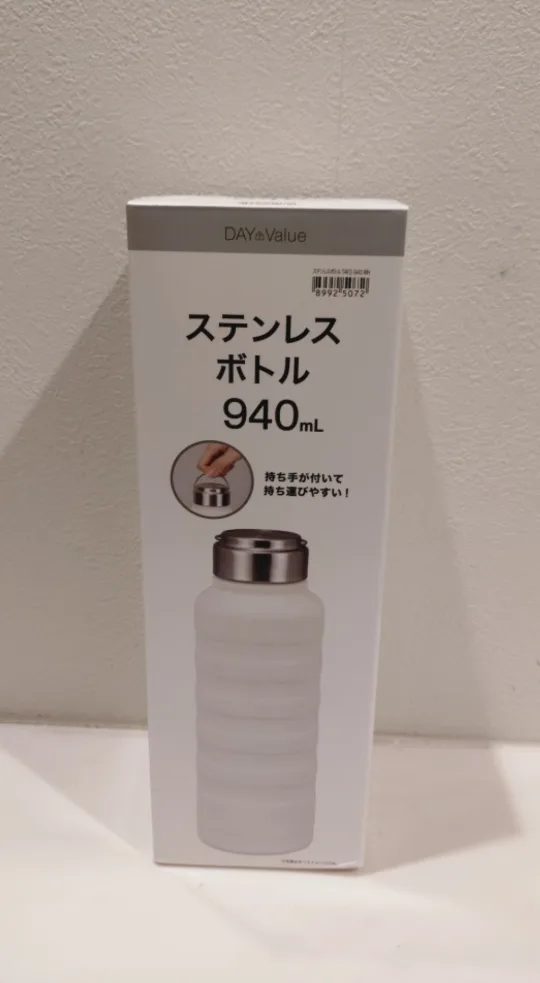 DAY Value
8992 5072
ステンレス
ボトル
940mL
持ち手が付いて
持ち運びやすい！